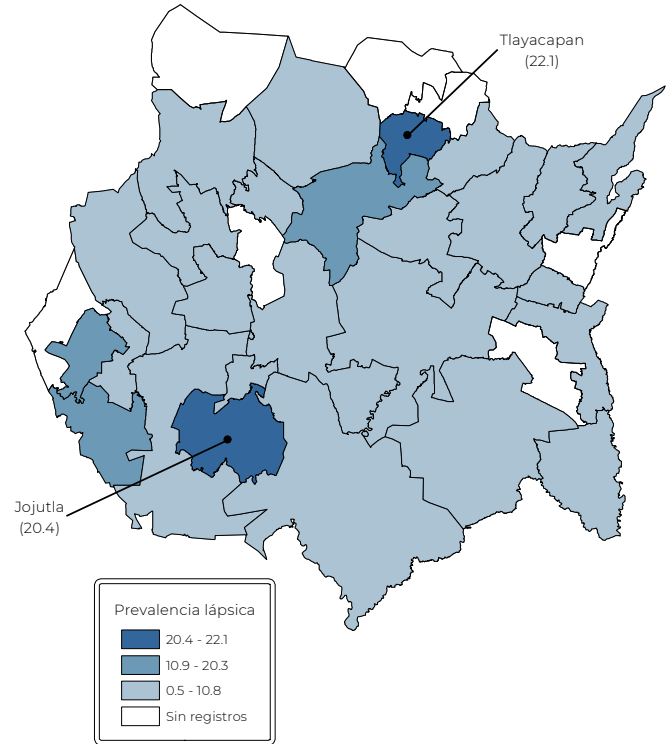 Tlayacapan
(22.1)
Jojutla
(20.4)
Prevalencia lápsica
20.4 - 22.1
10.9 - 20.3
0.5 - 10.8
Sin registros